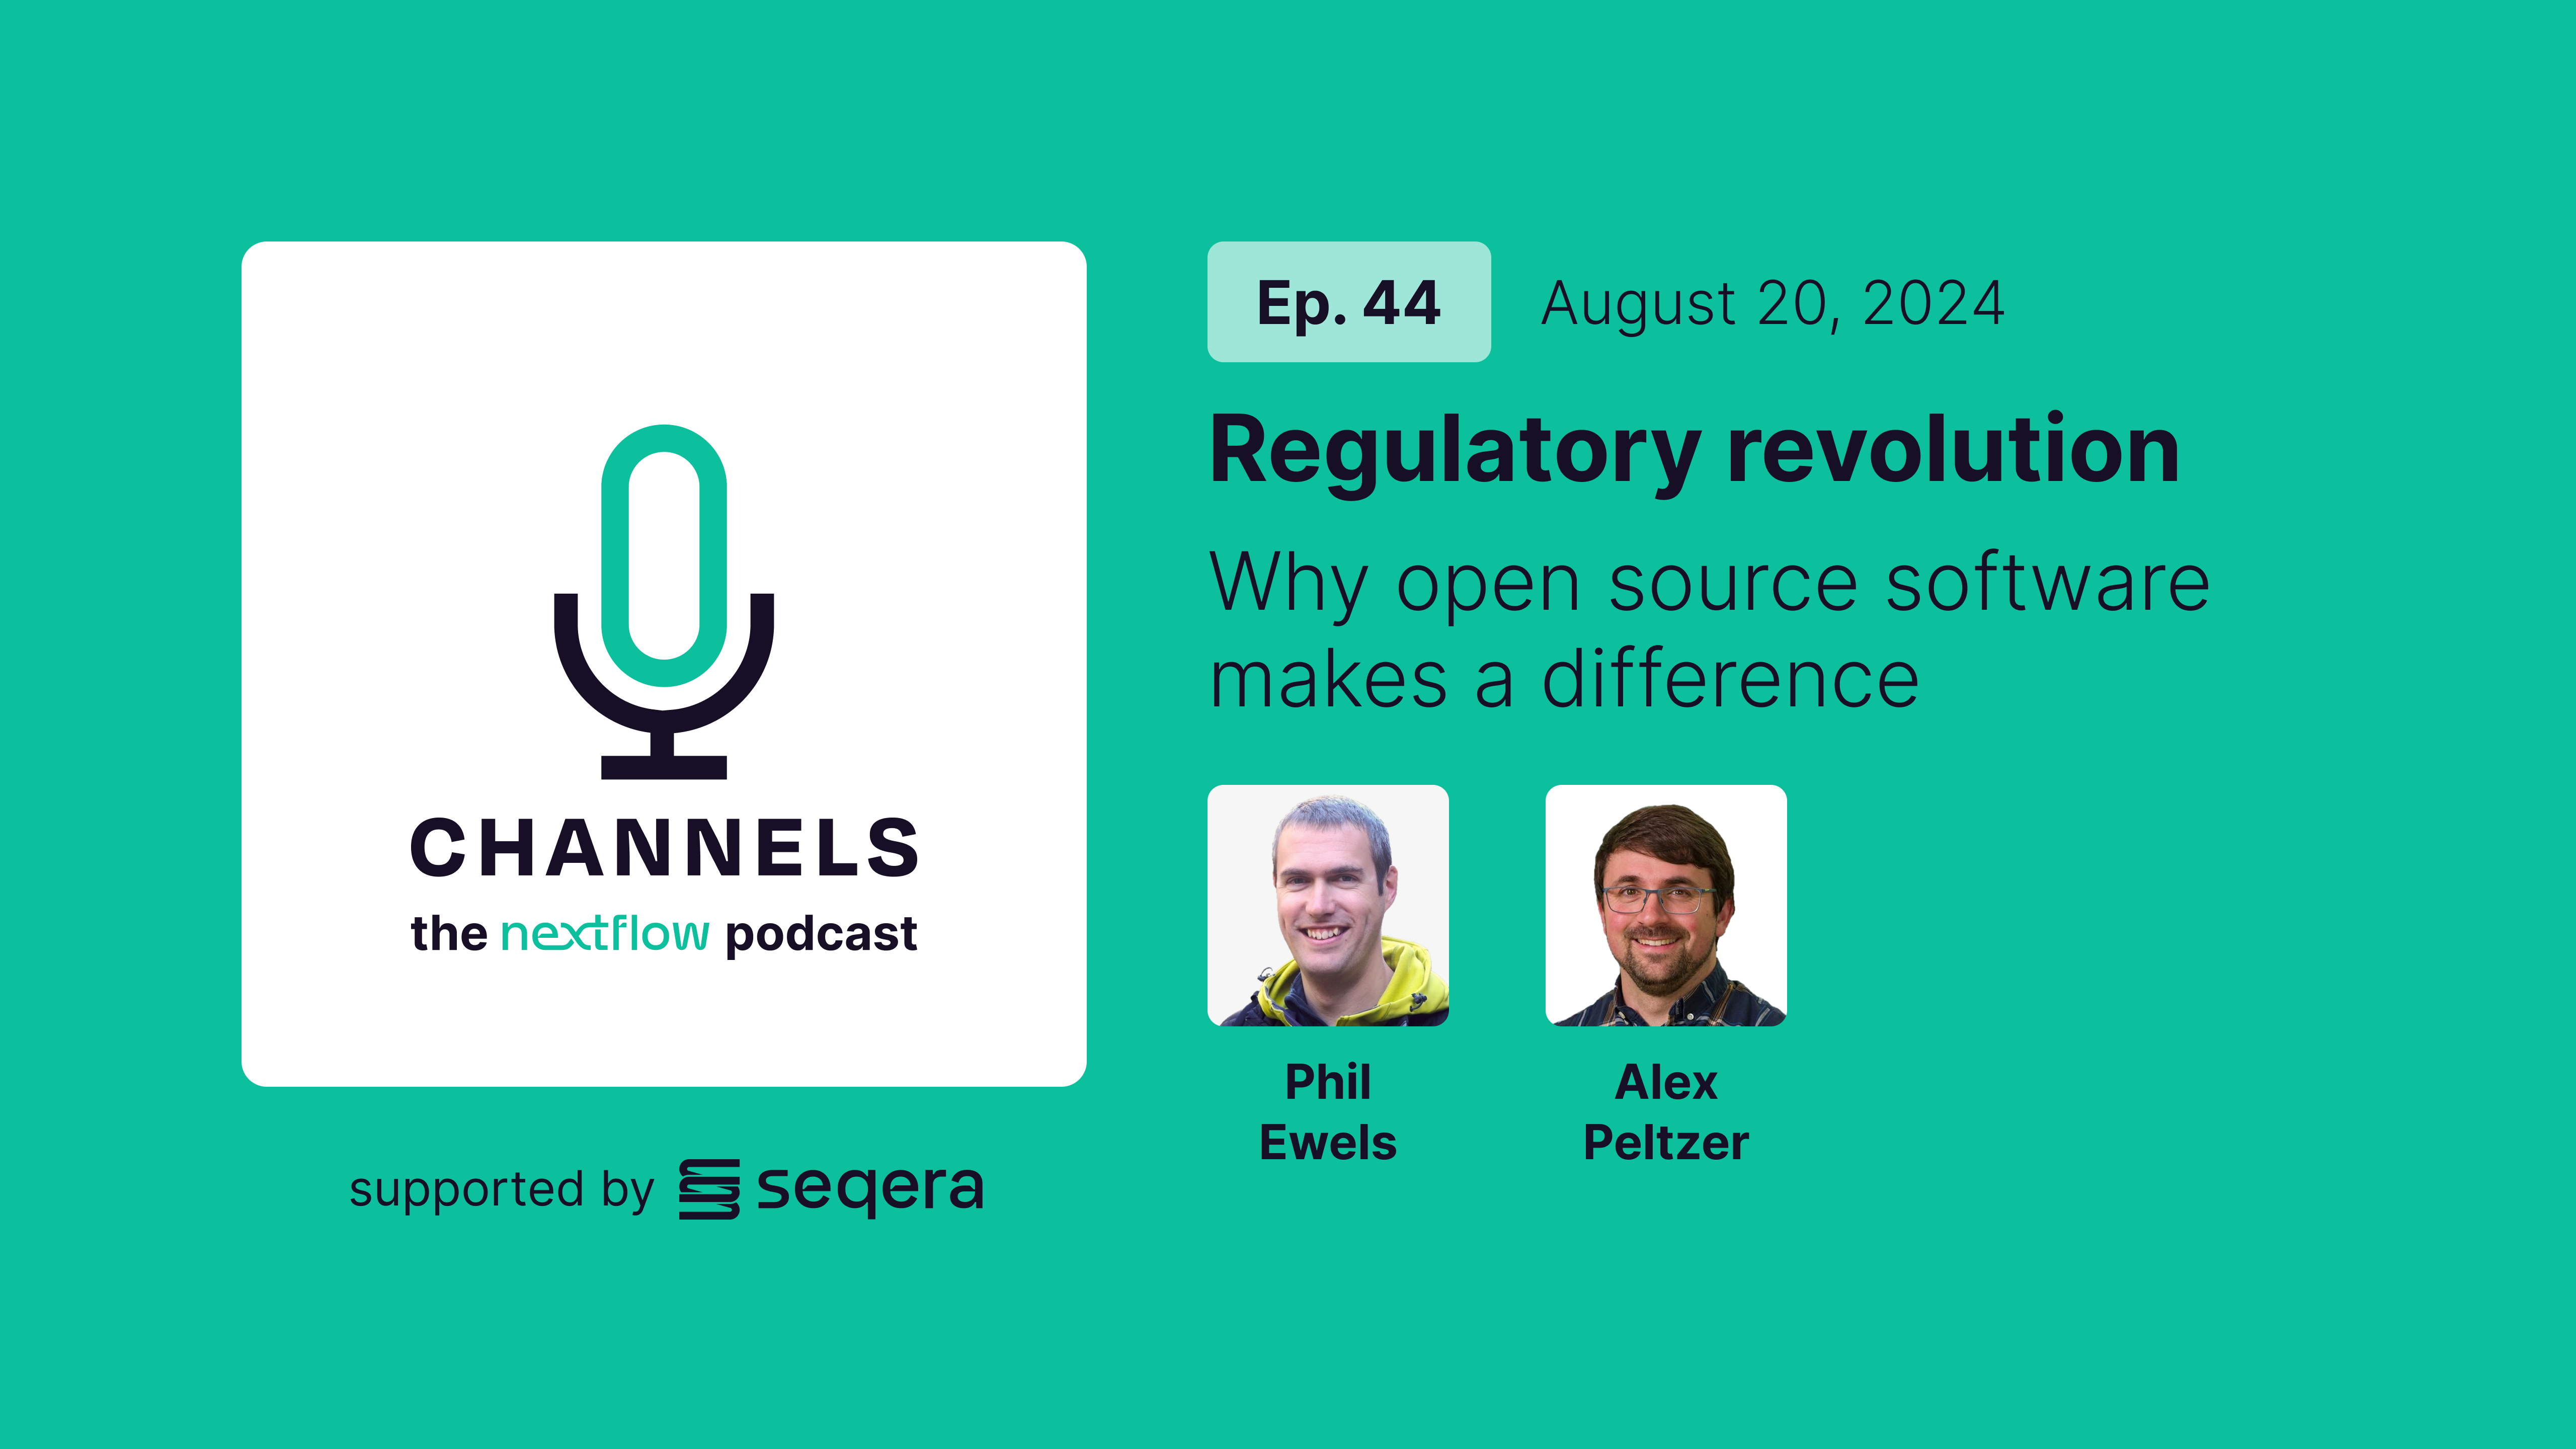 CHANNELS
the nextflow podcast
supported by seqera
Ep. 44
August 20, 2024
Regulatory revolution
Why open source software
makes a difference
Phil
Ewels
Alex
Peltzer